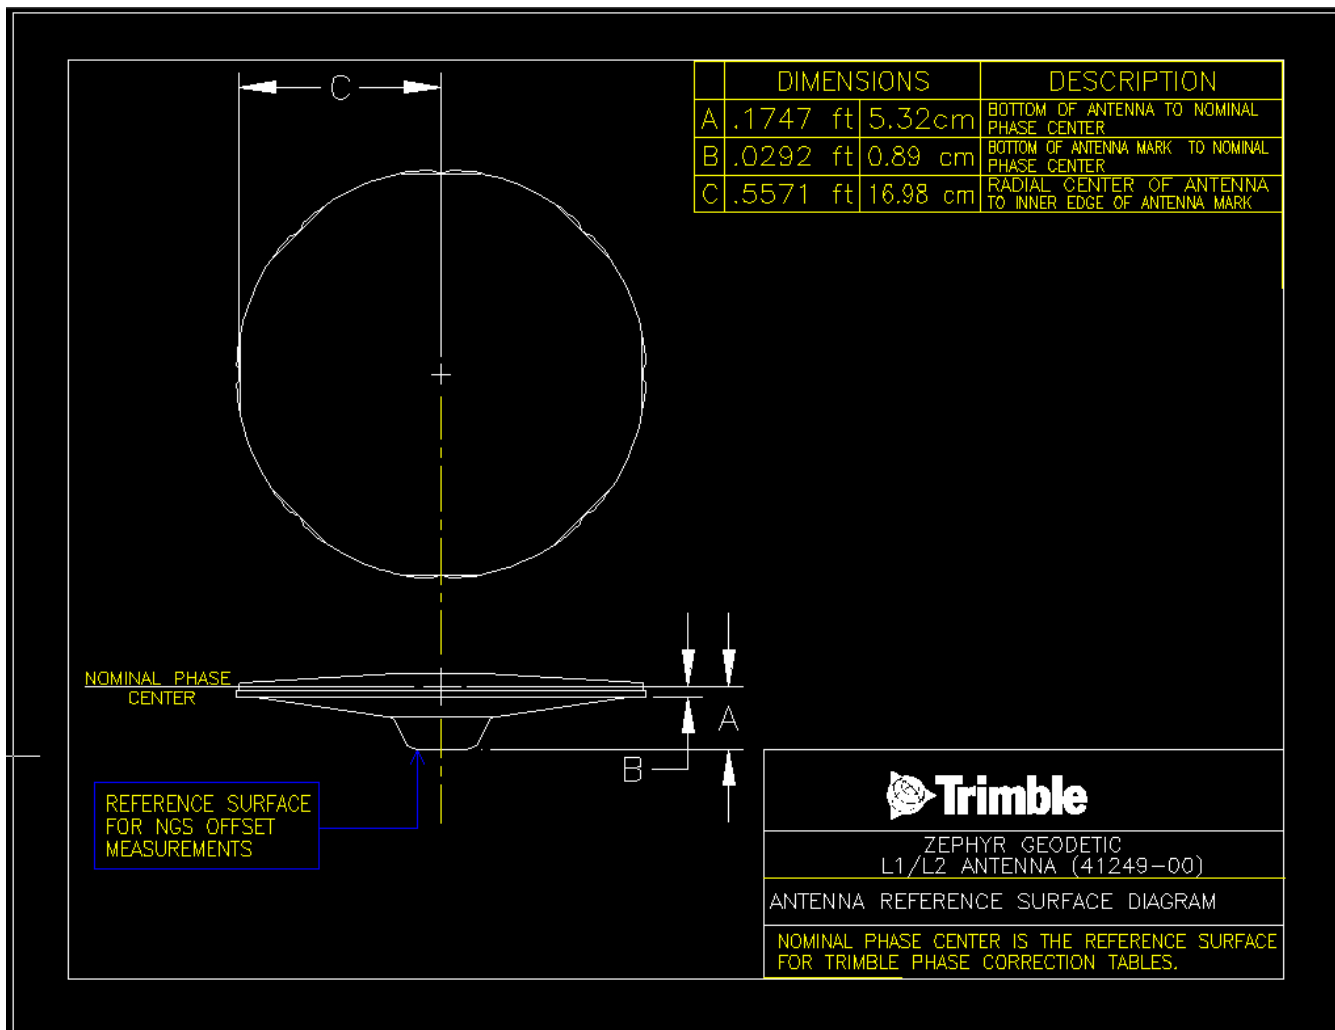 C
DIMENSIONS DESCRIPTION
A .1747 ft 5.32cm BOTTOM OF ANTENNA TO NOMINAL
PHASE CENTER
B .0292 ft 0.89 cm BOTTOM OF ANTENNA MARK TO NOMINAL
PHASE CENTER
C .5571 ft 16.98 cm RADIAL CENTER OF ANTENNA
TO INNER EDGE OF ANTENNA MARK
NOMINAL PHASE
CENTER
A
B
REFERENCE SURFACE
FOR NGS OFFSET
MEASUREMENTS
Trimble
ZEPHYR GEODETIC
L1/L2 ANTENNA (41249-00)
ANTENNA REFERENCE SURFACE DIAGRAM
NOMINAL PHASE CENTER IS THE REFERENCE SURFACE
FOR TRIMBLE PHASE CORRECTION TABLES.